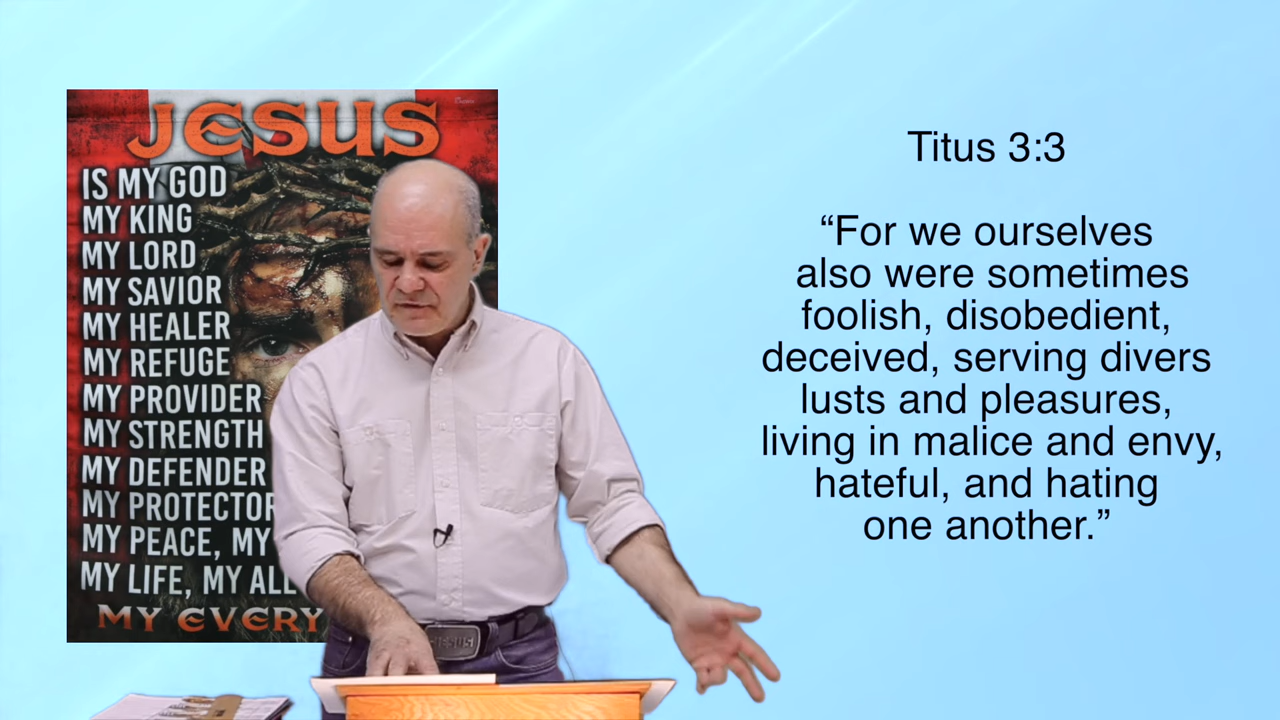 JESUS
IS MY GOD
MY KING
MY LORD
MY SAVIOR
MY HEALER
MY REFUGE
MY PROVIDER
MY STRENGTH
MY DEFENDER
MY PROTECTOR
MY PEACE, MY
MY LIFE, MY ALL
MY EVERY
JESUS
Titus 3:3
“For we ourselves
also were sometimes
foolish, disobedient,
deceived, serving divers
lusts and pleasures,
living in malice and envy,
hateful, and hating
one another.”